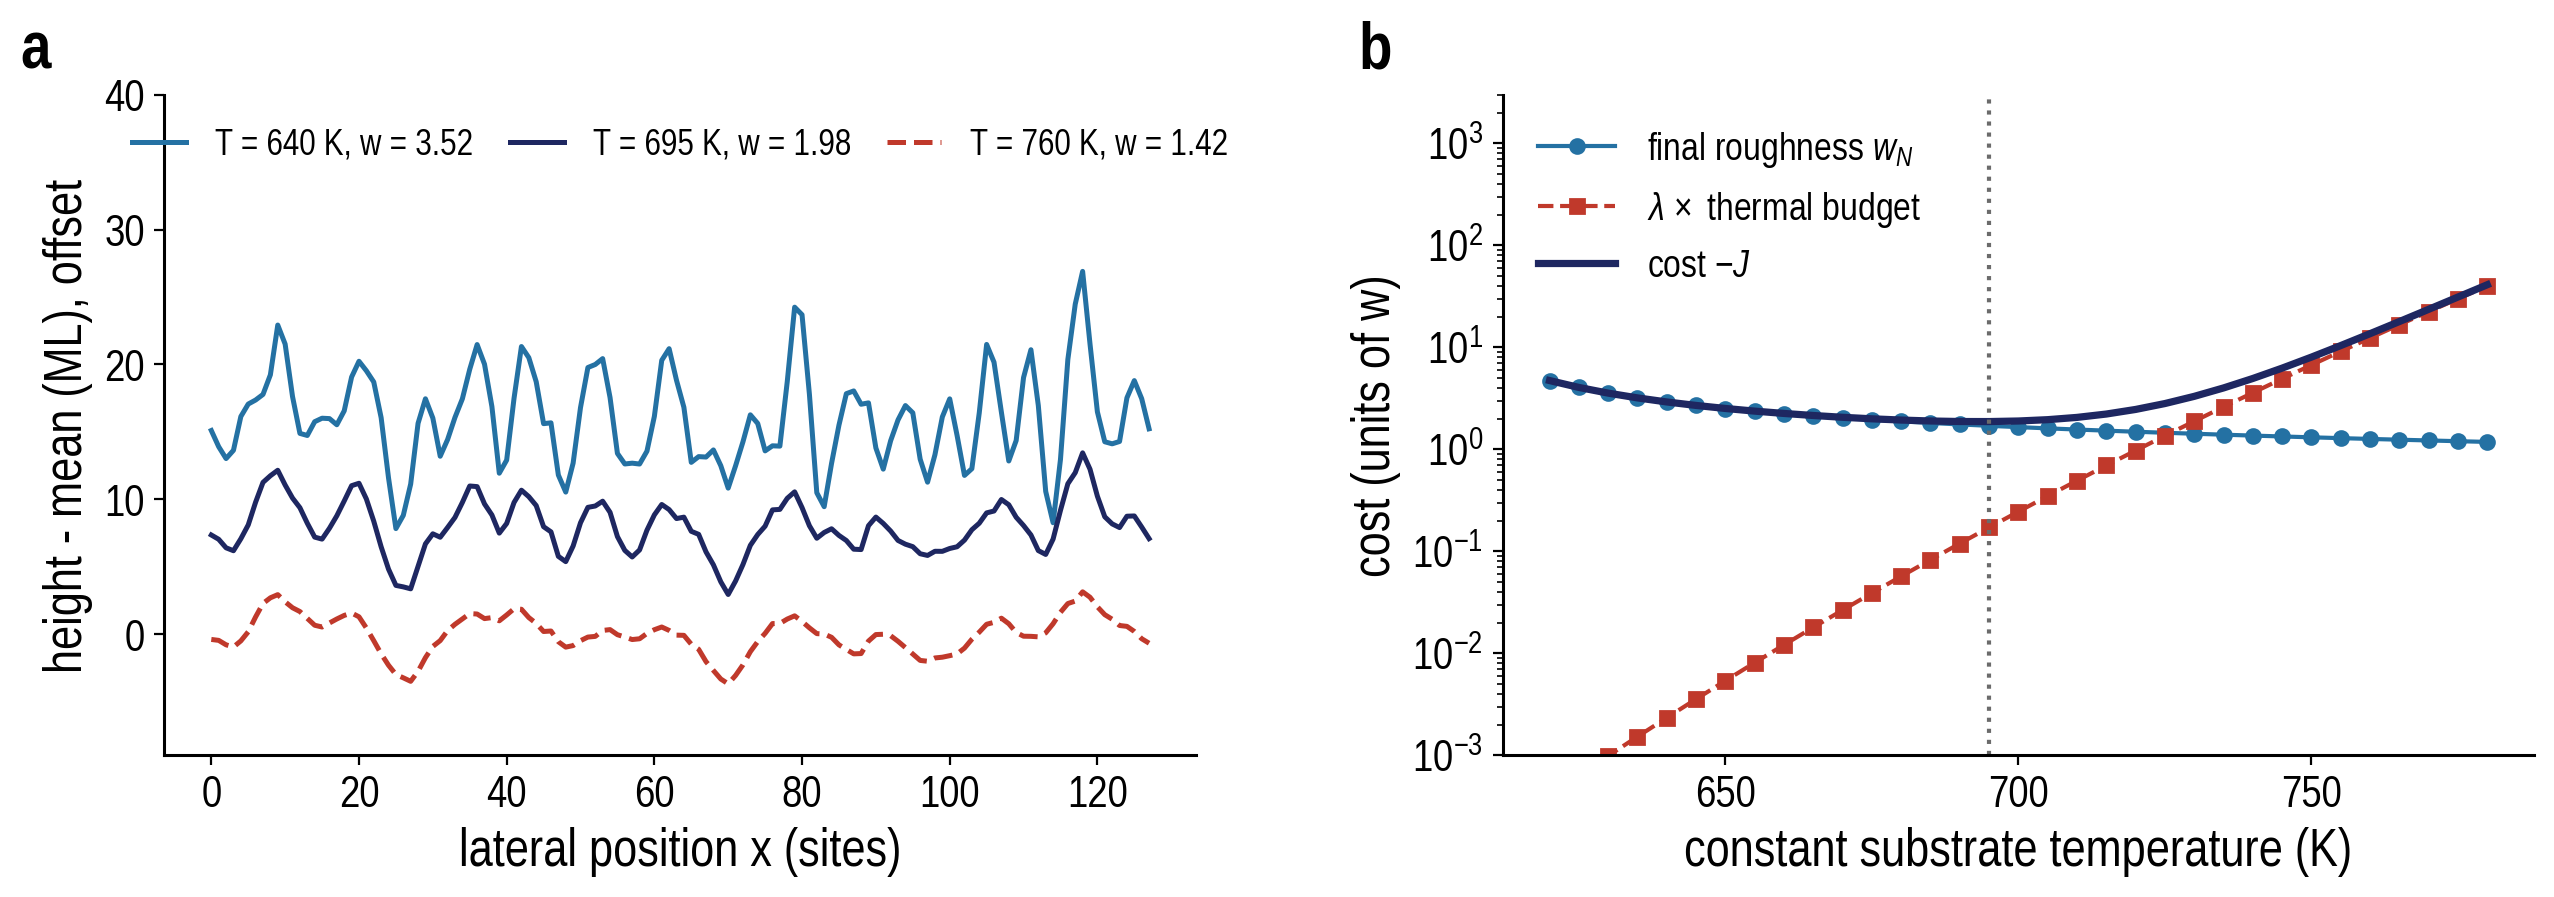 a
40
30
20
10
0
T = 640 K, w = 3.52
T = 695 K, w = 1.98
T = 760 K, w = 1.42
height - mean (ML), offset
0 20 40 60 80 100 120
lateral position x (sites)
b
10³
10²
10¹
10⁰
10⁻¹
10⁻²
10⁻³
final roughness w_N
λ × thermal budget
cost −J
cost (units of w)
650 700 750
constant substrate temperature (K)